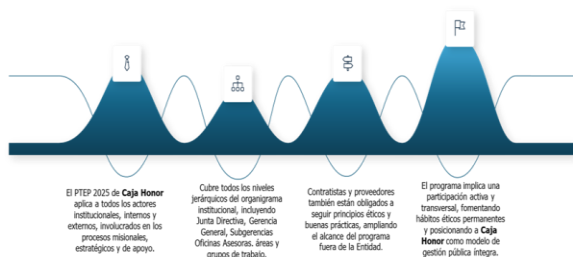 El PTEP 2025 de Caja Honor
aplica a todos los actores
institucionales, internos y
externos, involucrados en los
procesos misionales,
estratégicos y de apoyo.
Cubre todos los niveles
jerárquicos del organigrama
institucional, incluyendo
Junta Directiva, Gerencia
General, Subgerencias
Oficinas Asesoras. áreas y
grupos de trabajo.
Contratistas y proveedores
también están obligados a
seguir principios éticos y
buenas prácticas, ampliando
el alcance del programa
fuera de la Entidad.
El programa implica una
participación activa y
transversal, fomentando
hábitos éticos permanentes
y posicionando a Caja
Honor como modelo de
gestión pública íntegra.